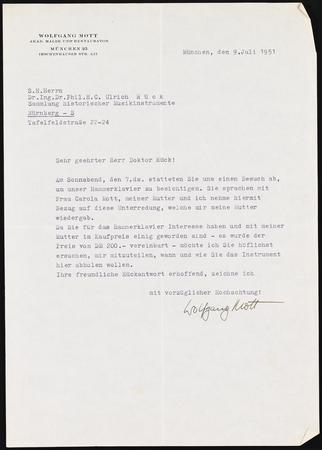 WOLFGANG MOTT
AKAD. MALER UND RESTAURATOR
MÜNCHEN 23
München, den 9.Juli 1951
S.H.Herrn
Dr.Ing.Dr.Phil.H.C. Ulrich R ü c k
Sammlung historischer Musikinstrumente
Nürnberg - S
Tafelfeldstraße 22-24
Sehr geehrter Herr Doktor Rück!
Am Sonnabend, den 7.ds. statteten Sie uns einen Besuch ab,
um unser Hammerklavier zu besichtigen. Sie sprachen mit
Frau Carola Mott, meiner Mutter und ich nehme hiermit
Bezug auf diese Unterredung, welche mir meine Mutter
wiedergab.
Da Sie für das Hammerklavier Interesse haben und mit meiner
Mutter im Kaufpreis einig geworden sind - es wurde der
Preis von DM 200.- vereinbart - möchte ich Sie höflichst
ersuchen, mir mitzuteilen, wann und wie Sie das Instrument
hier abholen wollen.
Ihre freundliche Rückantwort erhoffend, zeichne ich
mit vorzüglicher Hochachtung!
Wolfgang Mott